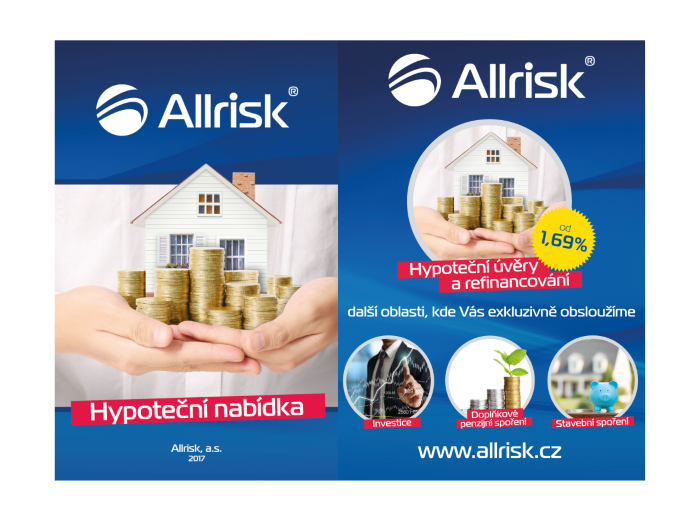 Allrisk®
Hypoteční nabídka
Allrisk, a.s.
2017
Allrisk®
od
1,69%
Hypoteční úvěry
a refinancování
další oblasti, kde Vás exkluzivně obsloužíme
Investice
Doplňkové
penzijní spoření
Stavební spoření
www.allrisk.cz